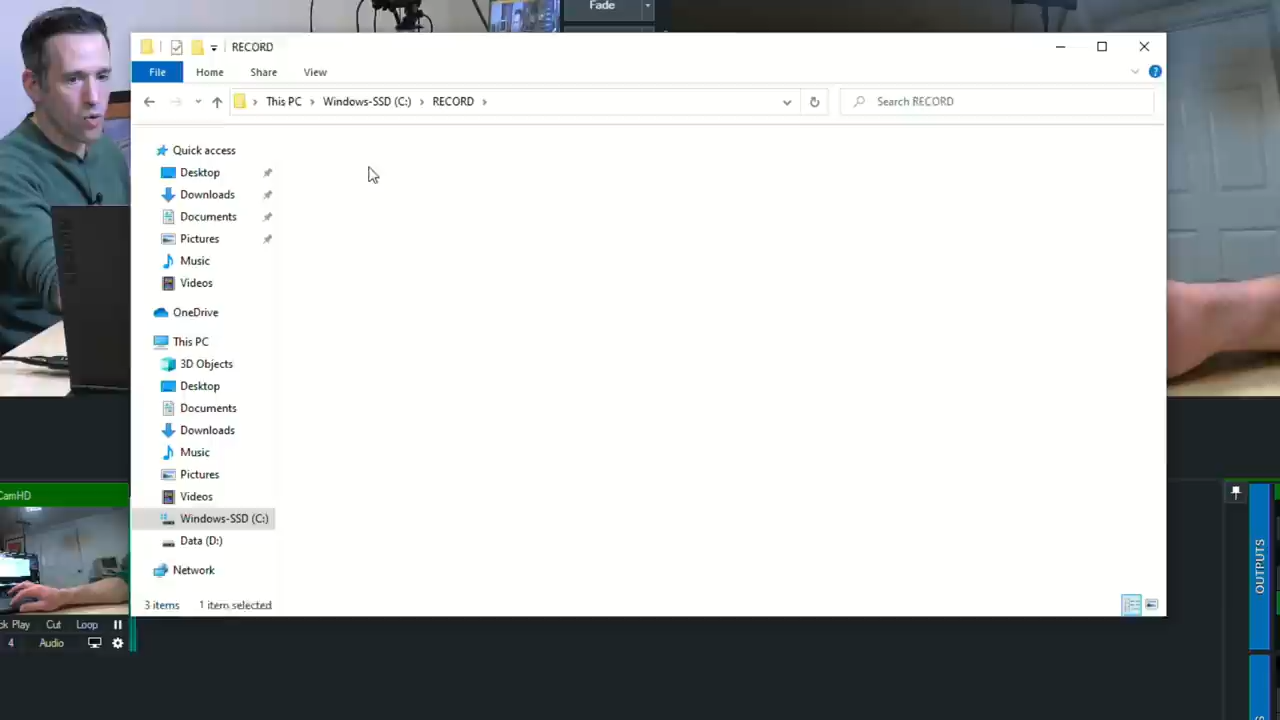 Fade
RECORD
File
Home
Share
View
This PC
Windows-SSD (C:)
RECORD
Search RECORD
Quick access
Desktop
Downloads
Documents
Pictures
Music
Videos
OneDrive
This PC
3D Objects
Desktop
Documents
Downloads
Music
Pictures
Videos
Windows-SSD (C:)
Data (D:)
Network
3 items
1 item selected
CamHD
Play
Cut
Loop
4
Audio
OUTPUTS